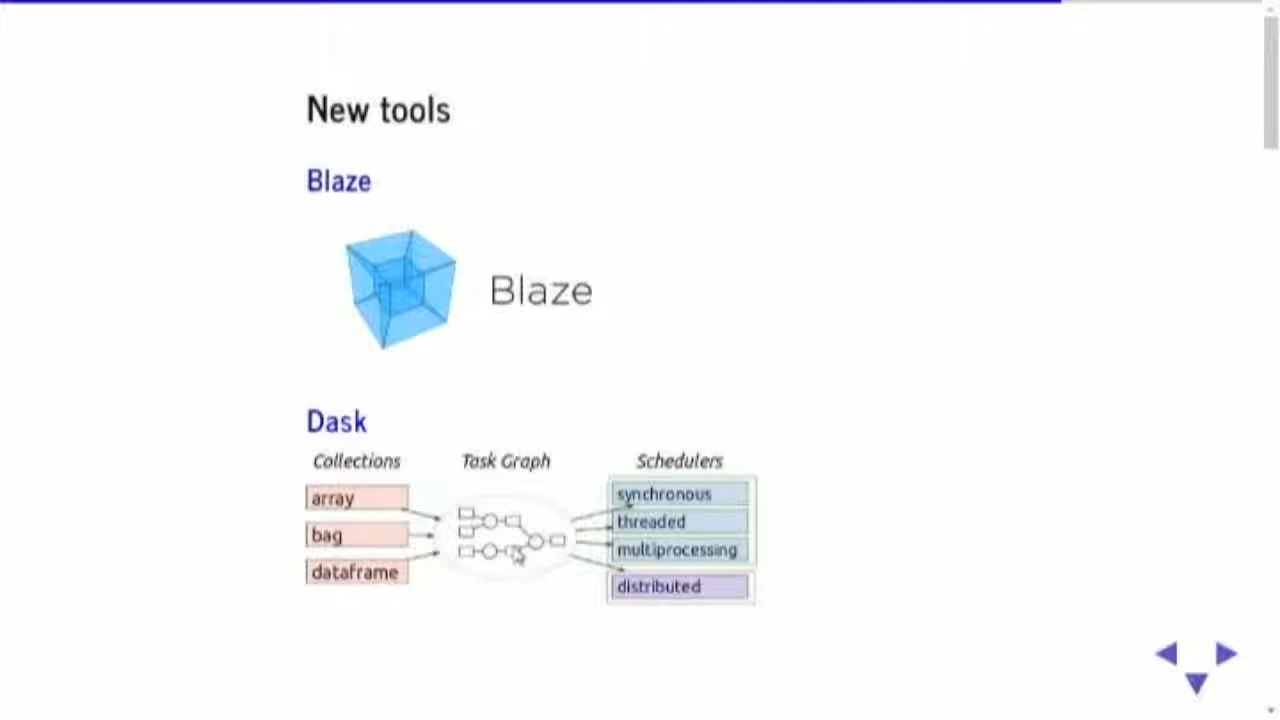 New tools
Blaze
Blaze
Dask
Collections Task Graph Schedulers
array
bag
dataframe
synchronous
threaded
multiprocessing
distributed